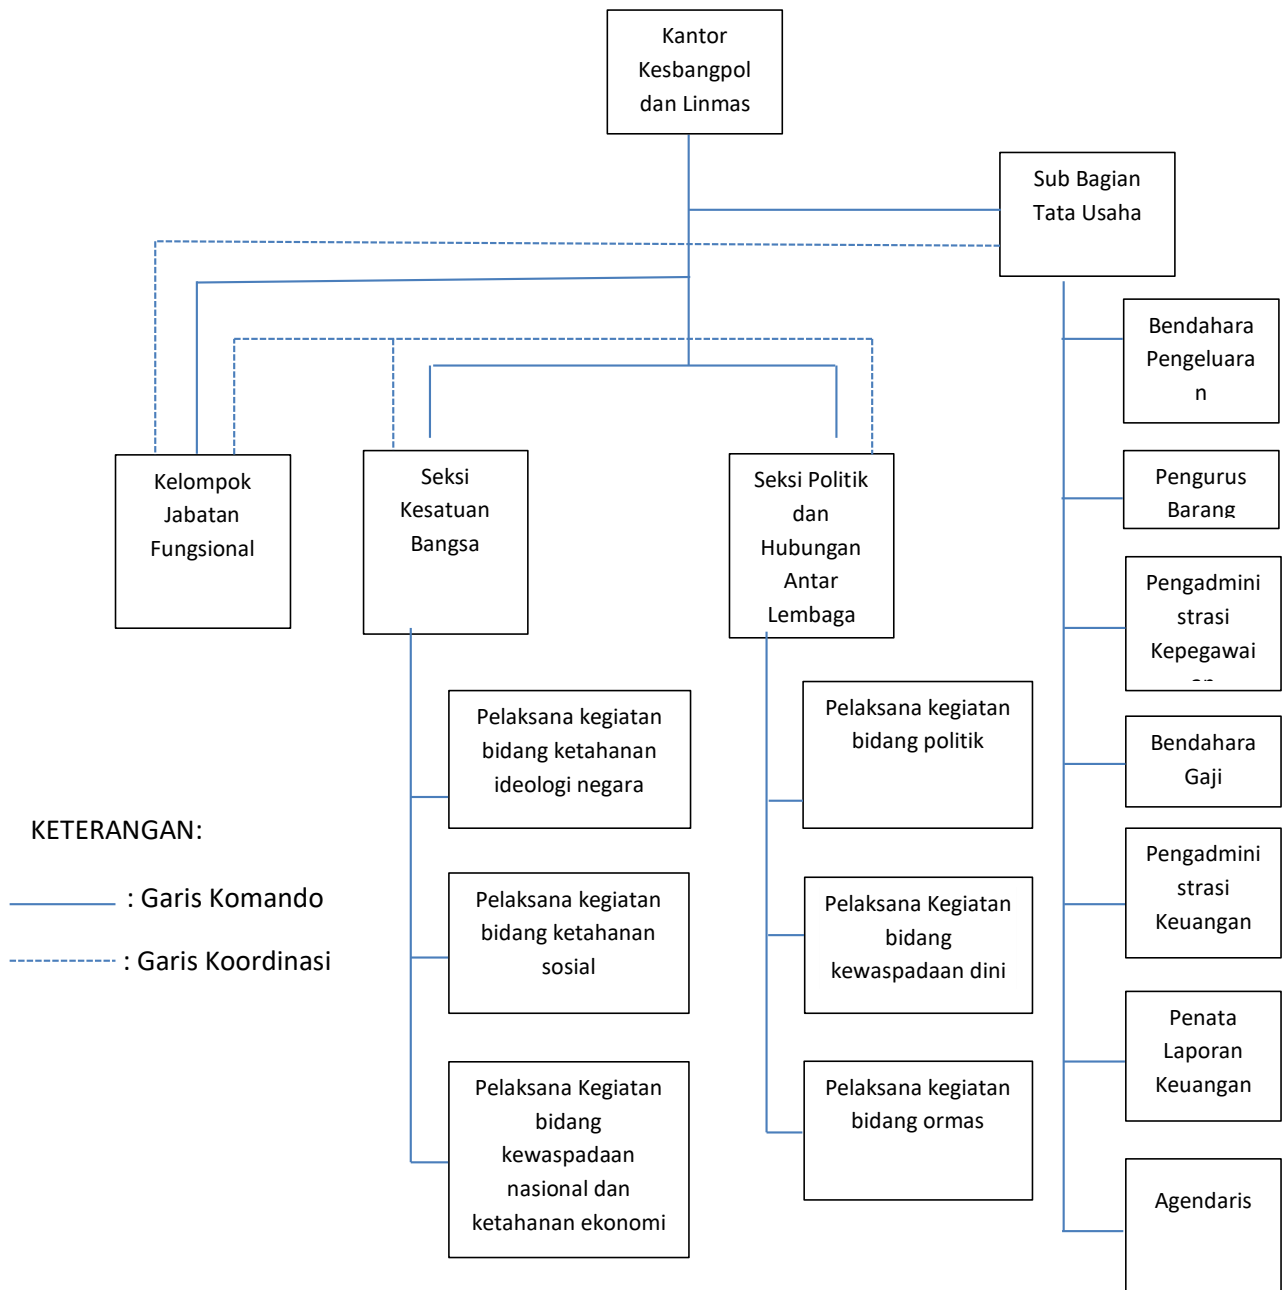 Kantor
Kesbangpol
dan Linmas
Sub Bagian
Tata Usaha
Bendahara
Pengeluara
n
Pengurus
Barang
Pengadmini
strasi
Kepegawai
Bendahara
Gaji
Pengadmini
strasi
Keuangan
Penata
Laporan
Keuangan
Agendaris
Kelompok
Jabatan
Fungsional
Seksi
Kesatuan
Bangsa
Seksi Politik
dan
Hubungan
Antar
Lembaga
Pelaksana kegiatan
bidang ketahanan
ideologi negara
Pelaksana kegiatan
bidang ketahanan
sosial
Pelaksana Kegiatan
bidang
kewaspadaan
nasional dan
ketahanan ekonomi
Pelaksana kegiatan
bidang politik
Pelaksana Kegiatan
bidang
kewaspadaan dini
Pelaksana kegiatan
bidang ormas
KETERANGAN:
: Garis Komando
: Garis Koordinasi